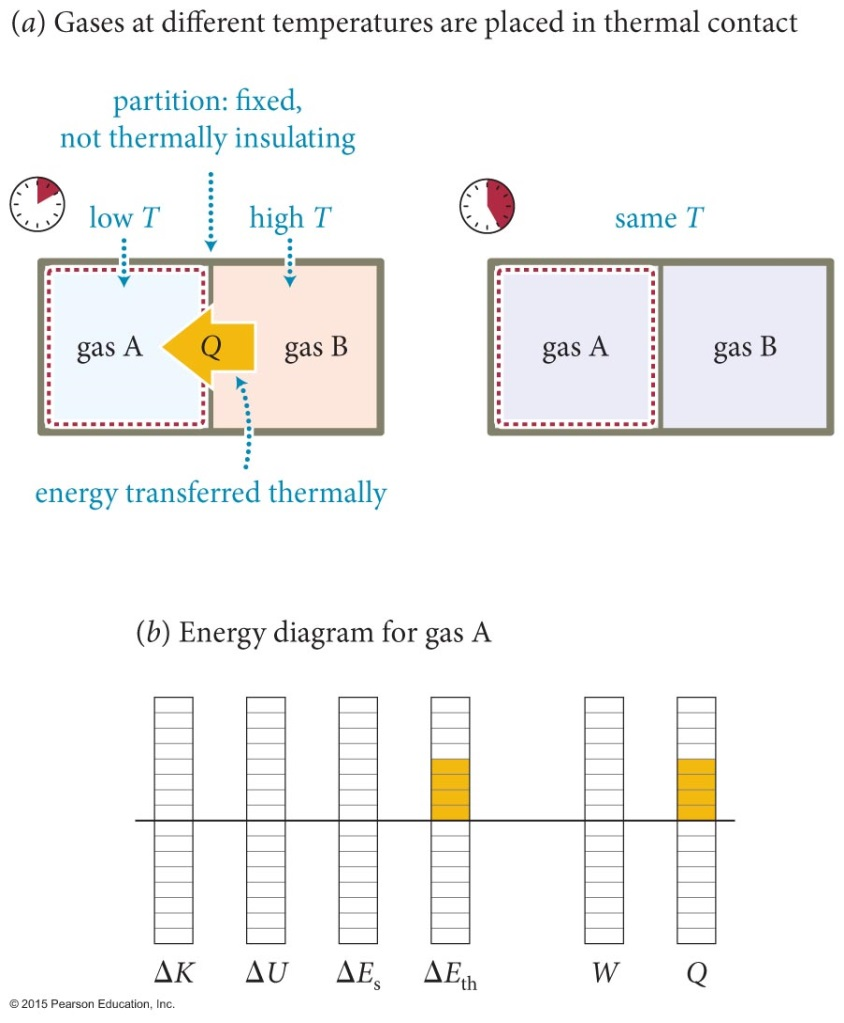 (a) Gases at different temperatures are placed in thermal contact
partition: fixed,
not thermally insulating
low T
high T
same T
gas A
Q
gas B
gas A
gas B
energy transferred thermally
(b) Energy diagram for gas A
ΔK
ΔU
ΔEs
ΔEth
W
Q
© 2015 Pearson Education, Inc.